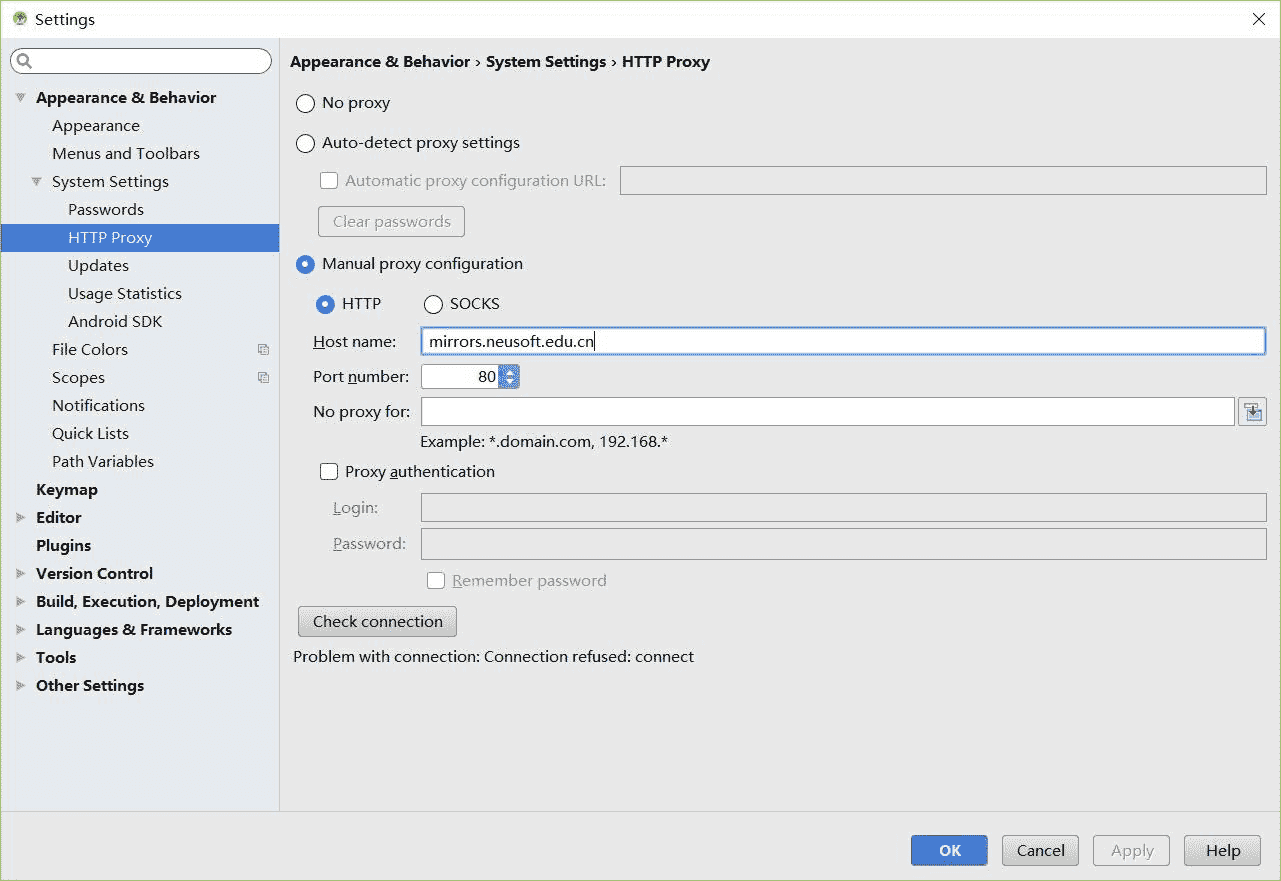 Settings
Appearance & Behavior
Appearance
Menus and Toolbars
System Settings
Passwords
HTTP Proxy
Updates
Usage Statistics
Android SDK
File Colors
Scopes
Notifications
Quick Lists
Path Variables
Keymap
Editor
Plugins
Version Control
Build, Execution, Deployment
Languages & Frameworks
Tools
Other Settings
Appearance & Behavior › System Settings › HTTP Proxy
No proxy
Auto-detect proxy settings
Automatic proxy configuration URL:
Clear passwords
Manual proxy configuration
HTTP SOCKS
Host name: mirrors.neusoft.edu.cn
Port number: 80
No proxy for:
Example: *.domain.com, 192.168.*
Proxy authentication
Login:
Password:
Remember password
Check connection
Problem with connection: Connection refused: connect
OK Cancel Apply Help